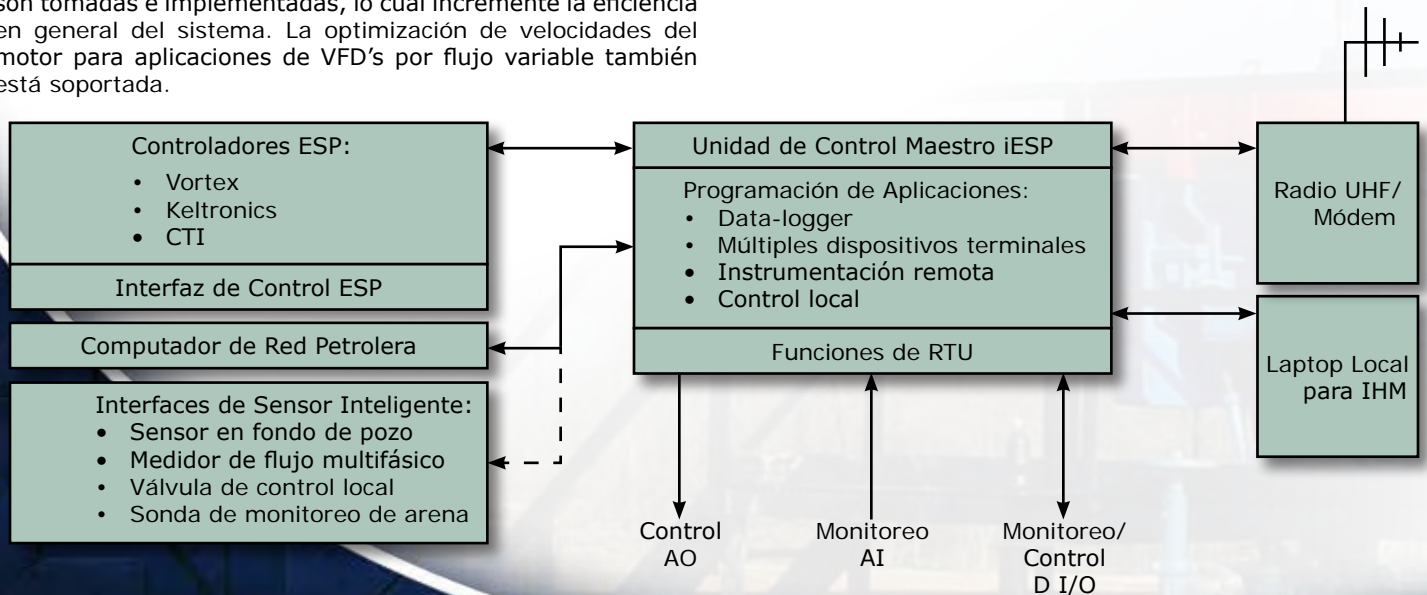 son tomadas e implementadas, lo cual incremente la eficiencia
en general del sistema. La optimización de velocidades del
motor para aplicaciones de VFD's por flujo variable también
está soportada.
Controladores ESP:
• Vortex
• Keltronics
• CTI
Interfaz de Control ESP
Computador de Red Petrolera
Interfaces de Sensor Inteligente:
• Sensor en fondo de pozo
• Medidor de flujo multifásico
• Válvula de control local
• Sonda de monitoreo de arena
Unidad de Control Maestro iESP
Programación de Aplicaciones:
• Data-logger
• Múltiples dispositivos terminales
• Instrumentación remota
• Control local
Funciones de RTU
Control
AO
Monitoreo
AI
Monitoreo/
Control
D I/O
Radio UHF/
Módem
Laptop Local
para IHM